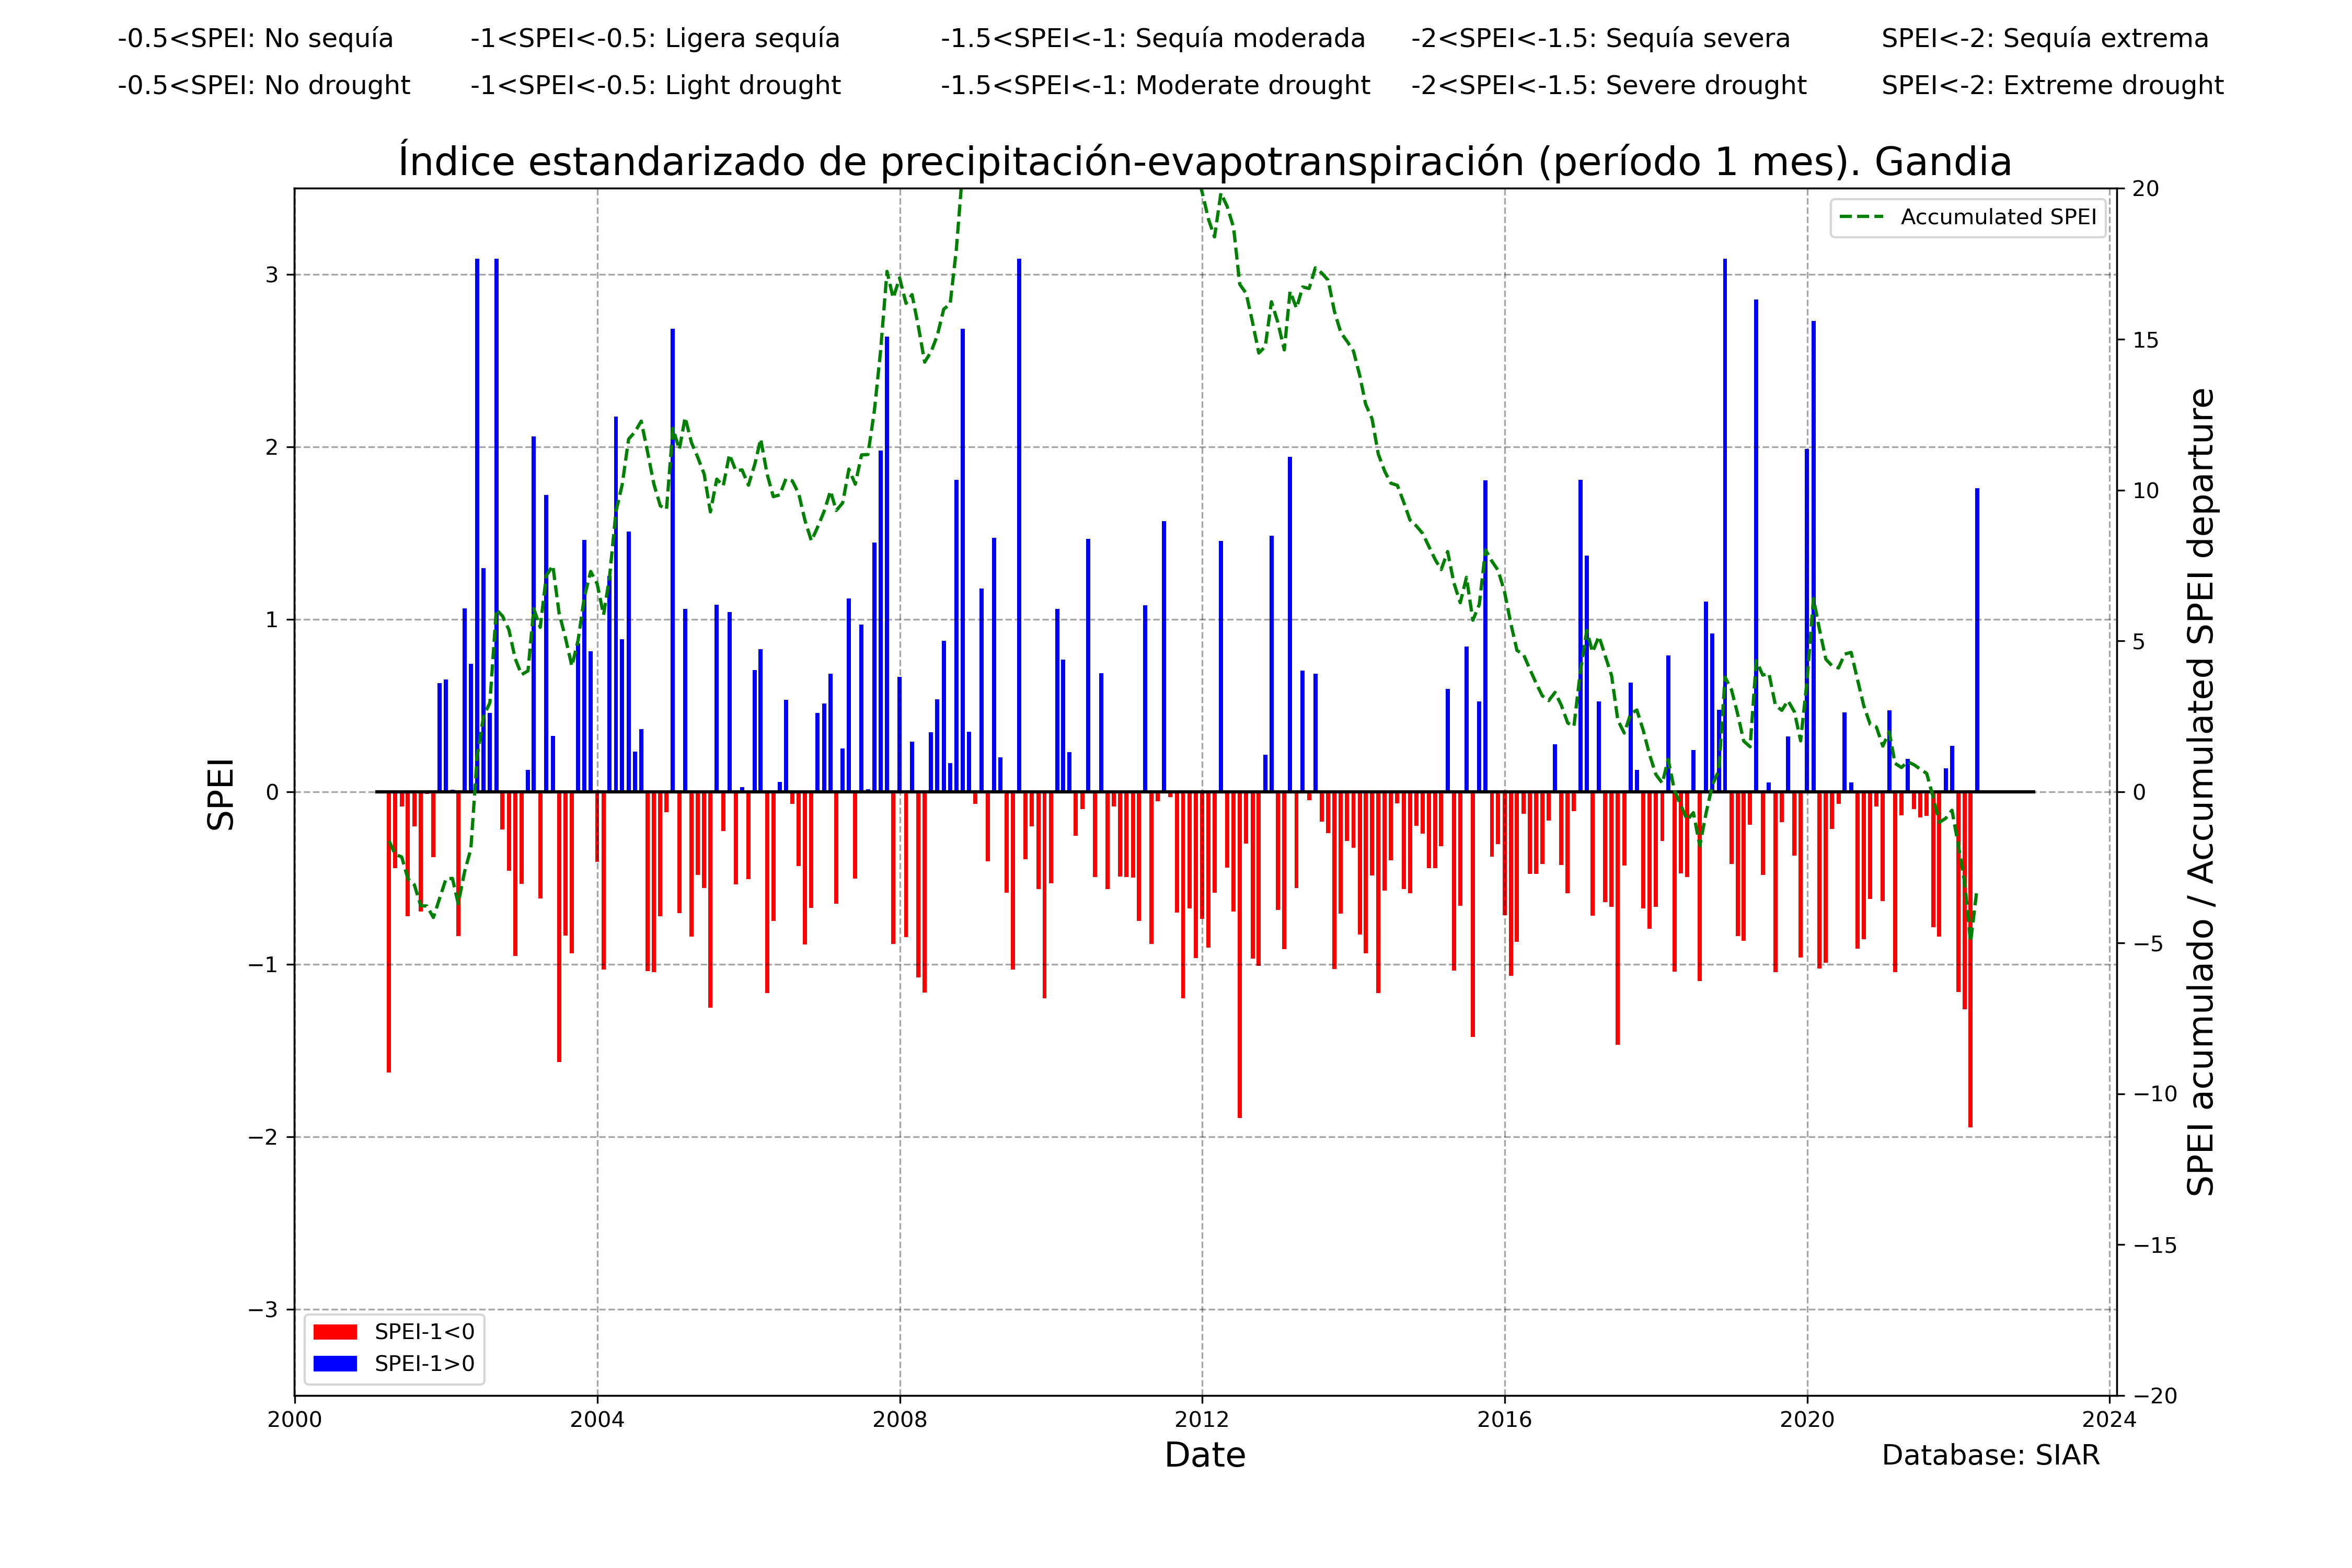 -0.5<SPEI: No sequía -1<SPEI<-0.5: Ligera sequía -1.5<SPEI<-1: Sequía moderada -2<SPEI<-1.5: Sequía severa SPEI<-2: Sequía extrema
-0.5<SPEI: No drought -1<SPEI<-0.5: Light drought -1.5<SPEI<-1: Moderate drought -2<SPEI<-1.5: Severe drought SPEI<-2: Extreme drought
Índice estandarizado de precipitación-evapotranspiración (período 1 mes). Gandia
Accumulated SPEI
3
2
1
0
−1
−2
−3
SPEI
20
15
10
5
0
−5
−10
−15
−20
SPEI acumulado / Accumulated SPEI departure
SPEI-1<0
SPEI-1>0
2000 2004 2008 2012 2016 2020 2024
Date
Database: SIAR